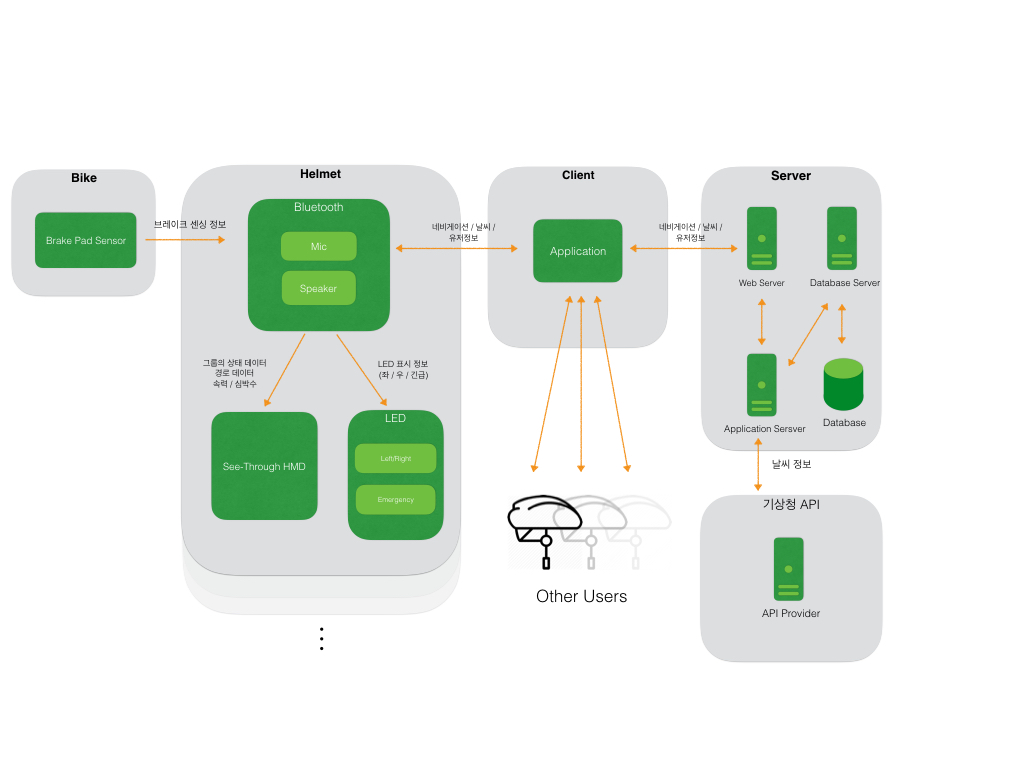 Bike
Brake Pad Sensor
브레이크 센싱 정보
Helmet
Bluetooth
Mic
Speaker
그룹의 상태 데이터
경로 데이터
속력 / 심박수
LED 표시 정보
(좌 / 우 / 긴급)
See-Through HMD
LED
Left/Right
Emergency
네비게이션 / 날씨 /
유저정보
Client
Application
네비게이션 / 날씨 /
유저정보
Other Users
Server
Web Server
Database Server
Application Sersver
Database
날씨 정보
기상청 API
API Provider